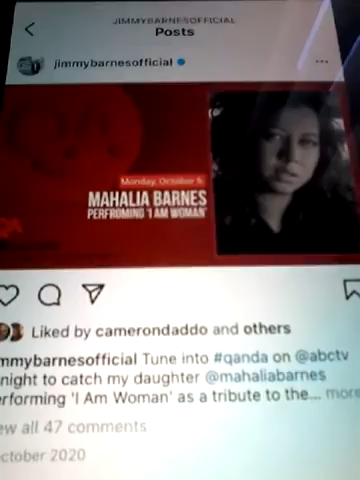 JIMMYBARNESOFFICIAL
Posts
jimmybarnesofficial
Monday, October 5
MAHALIA BARNES
PERFROMING 'I AM WOMAN'
Liked by camerondaddo and others
mmybarnesofficial Tune into #qanda on @abctv
night to catch my daughter @mahaliabarnes
erforming 'I Am Woman' as a tribute to the... more
ew all 47 comments
ctober 2020